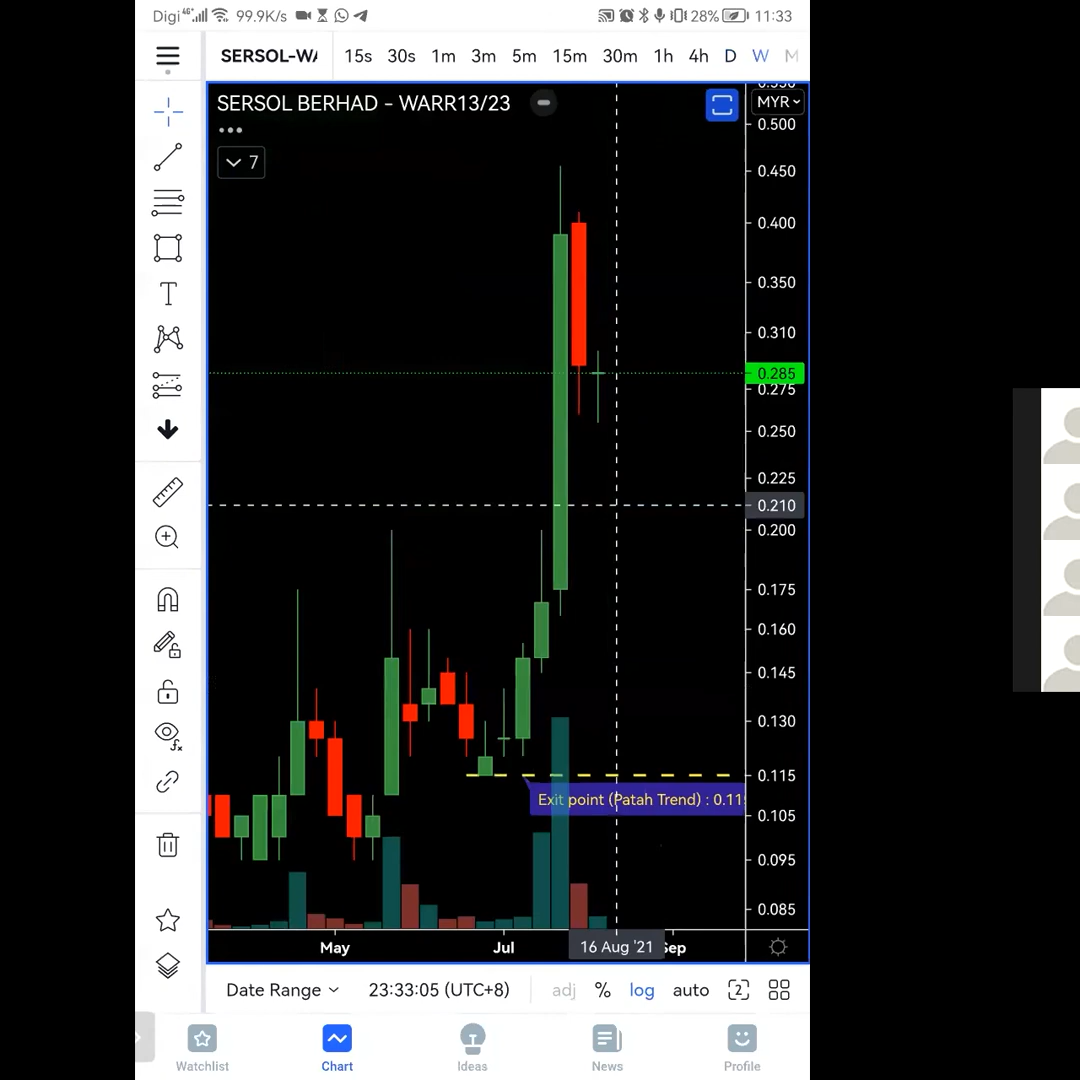 Digi 4G 99.9K/s 28% 11:33
SERSOL-WA 15s 30s 1m 3m 5m 15m 30m 1h 4h D W M
SERSOL BERHAD - WARR13/23
MYR
7
0.550
0.500
0.450
0.400
0.350
0.310
0.285
0.275
0.250
0.225
0.210
0.200
0.175
0.160
0.145
0.130
0.115
Exit point (Patah Trend) : 0.11
0.105
0.095
0.085
May Jul 16 Aug '21 Sep
Date Range 23:33:05 (UTC+8) adj % log auto 2
Watchlist Chart Ideas News Profile